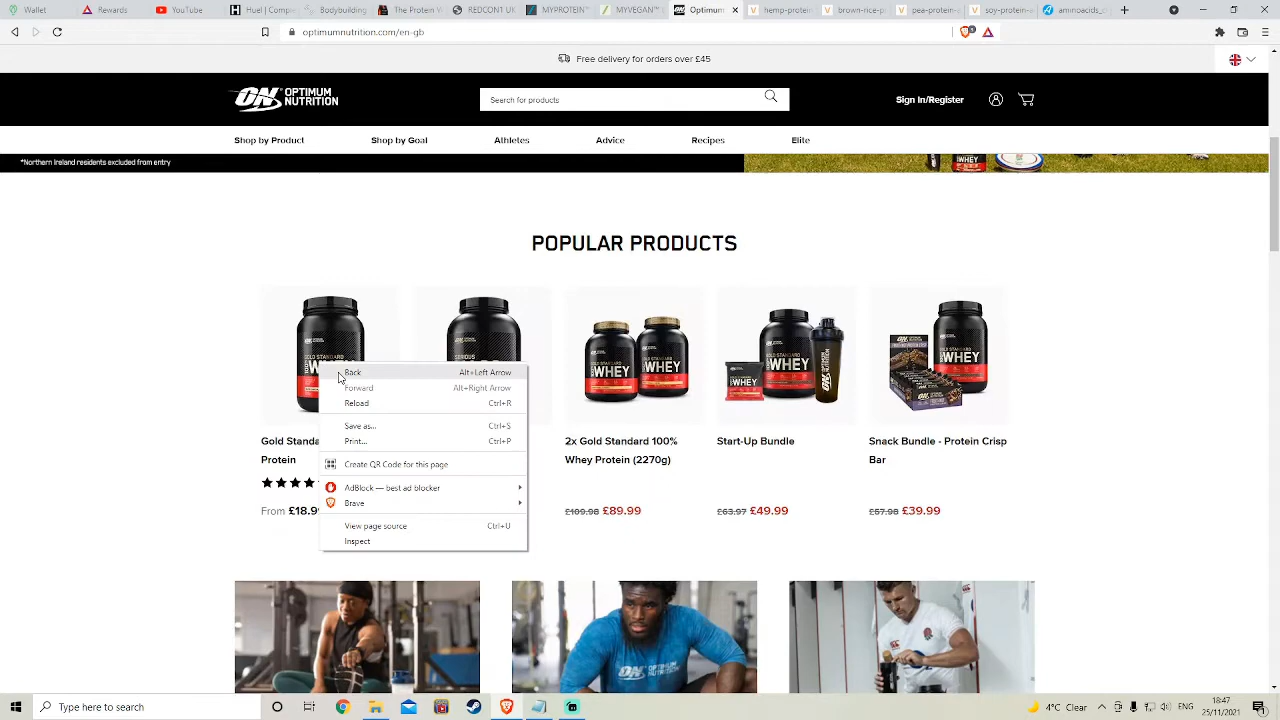 Wallet
Rewards
YouTube
Huel | Compa
Bodybuilding
The Protein W
REDCON1 UK
MYPROTEIN™
MYVEGAN™
Optimum
hemp-protein
brown-rice-p
pea-protein-
soy-protein-
aminoacids_
optimumnutrition.com/en-gb
Free delivery for orders over £45
ON OPTIMUM NUTRITION
Search for products
Sign In/Register
Shop by Product
Shop by Goal
Athletes
Advice
Recipes
Elite
*Northern Ireland residents excluded from entry
POPULAR PRODUCTS
Gold Standa
Protein
From £18.99
Back Alt+Left Arrow
Forward Alt+Right Arrow
Reload Ctrl+R
Save as... Ctrl+S
Print... Ctrl+P
Create QR Code for this page
AdBlock — best ad blocker
Brave
View page source Ctrl+U
Inspect
2x Gold Standard 100%
Whey Protein (2270g)
£109.98 £89.99
Start-Up Bundle
£63.97 £49.99
Snack Bundle - Protein Crisp
Bar
£57.98 £39.99
Type here to search
4°C Clear
18:47
25/11/2021